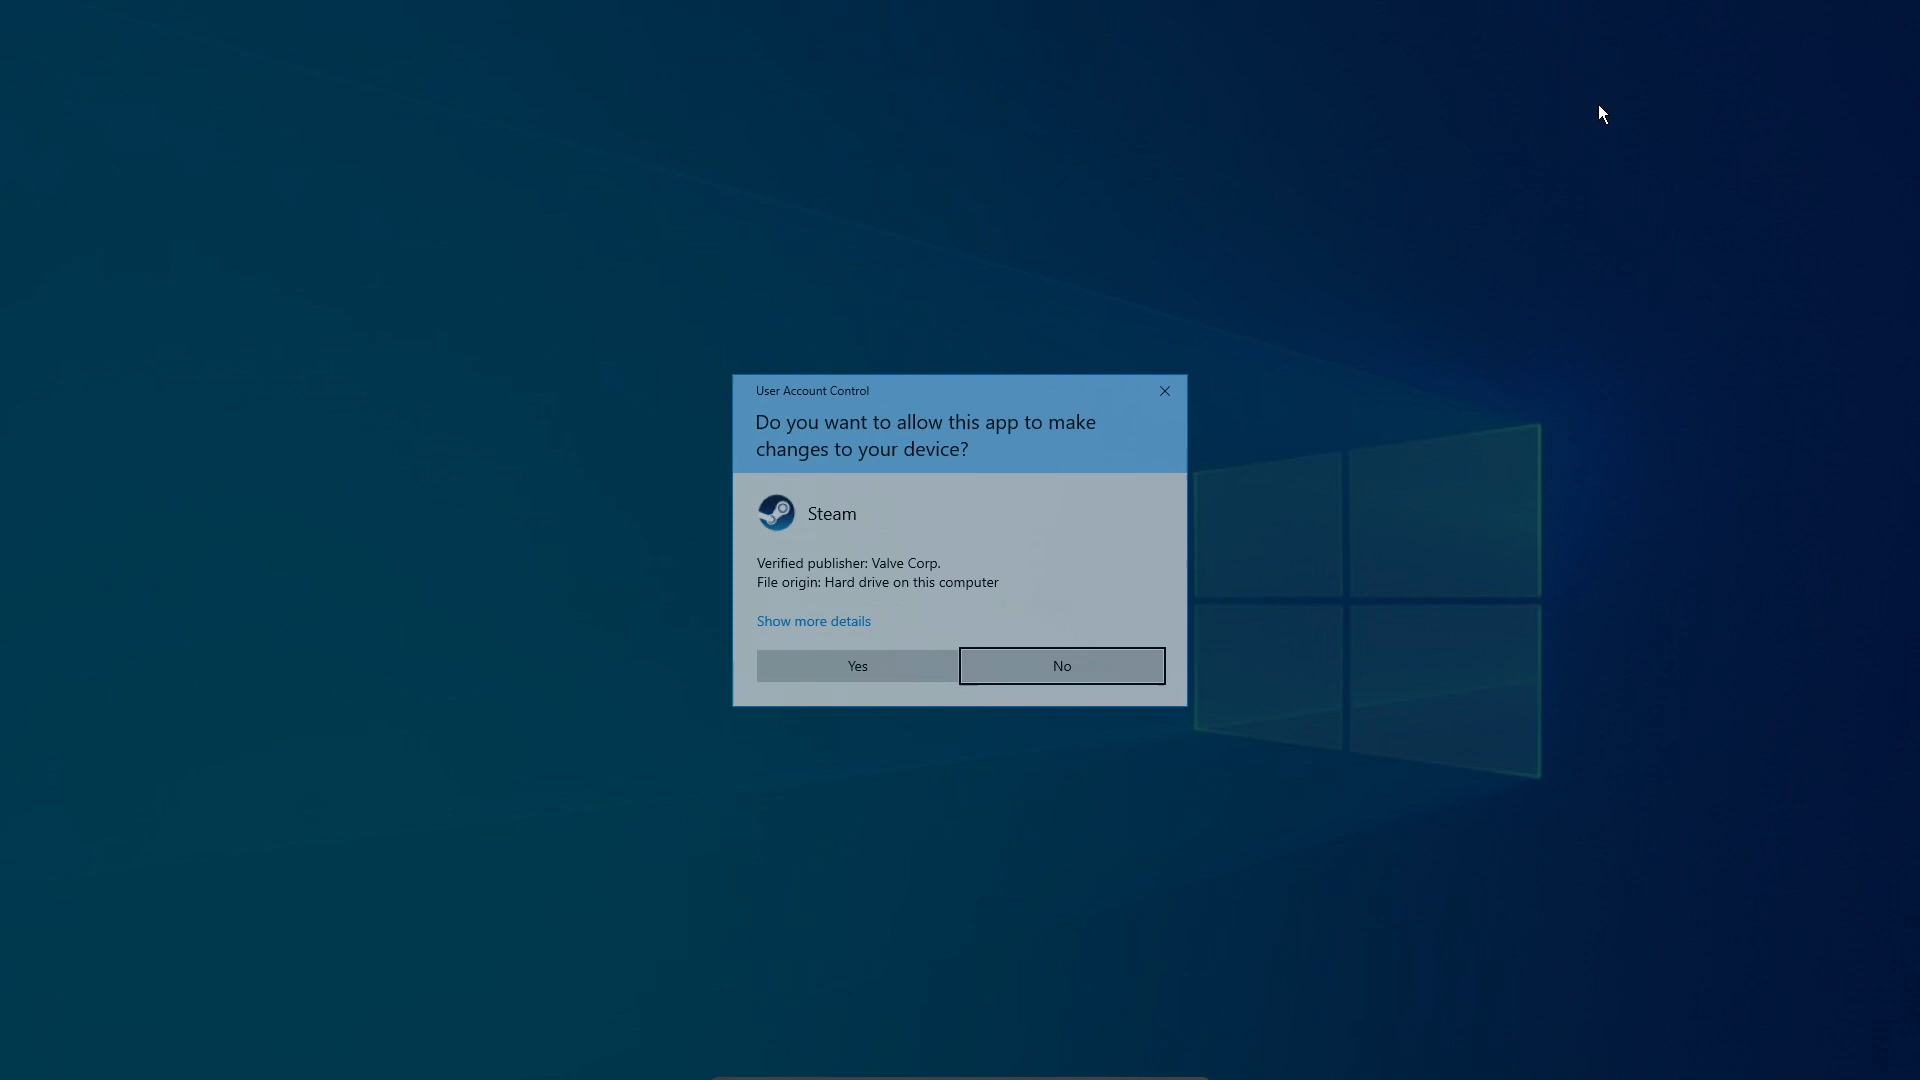 User Account Control
Do you want to allow this app to make
changes to your device?
Steam
Verified publisher: Valve Corp.
File origin: Hard drive on this computer
Show more details
Yes
No